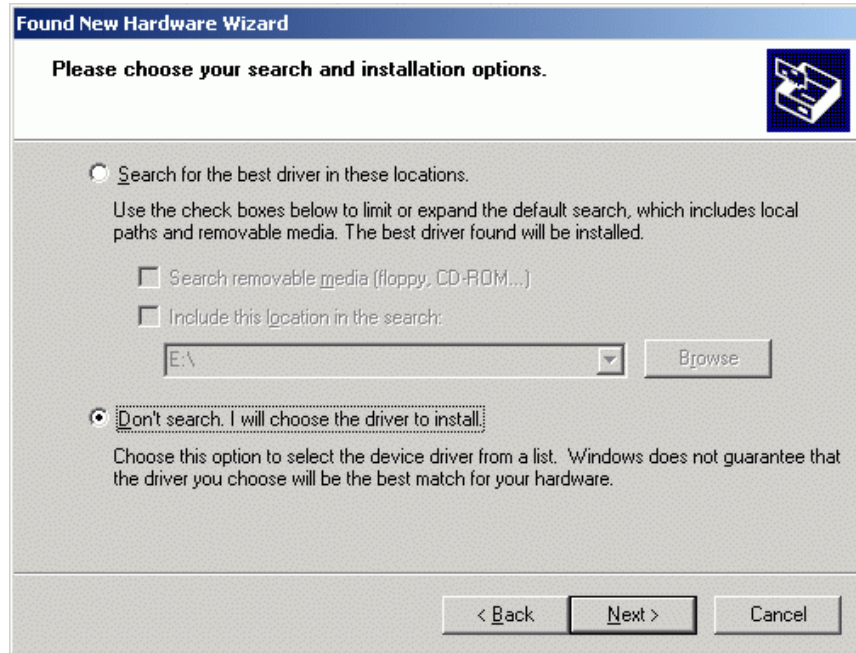 Found New Hardware Wizard
Please choose your search and installation options.
Search for the best driver in these locations.
Use the check boxes below to limit or expand the default search, which includes local
paths and removable media. The best driver found will be installed.
Search removable media (floppy, CD-ROM...)
Include this location in the search:
E:\
Browse
Don't search. I will choose the driver to install.
Choose this option to select the device driver from a list. Windows does not guarantee that
the driver you choose will be the best match for your hardware.
< Back
Next >
Cancel